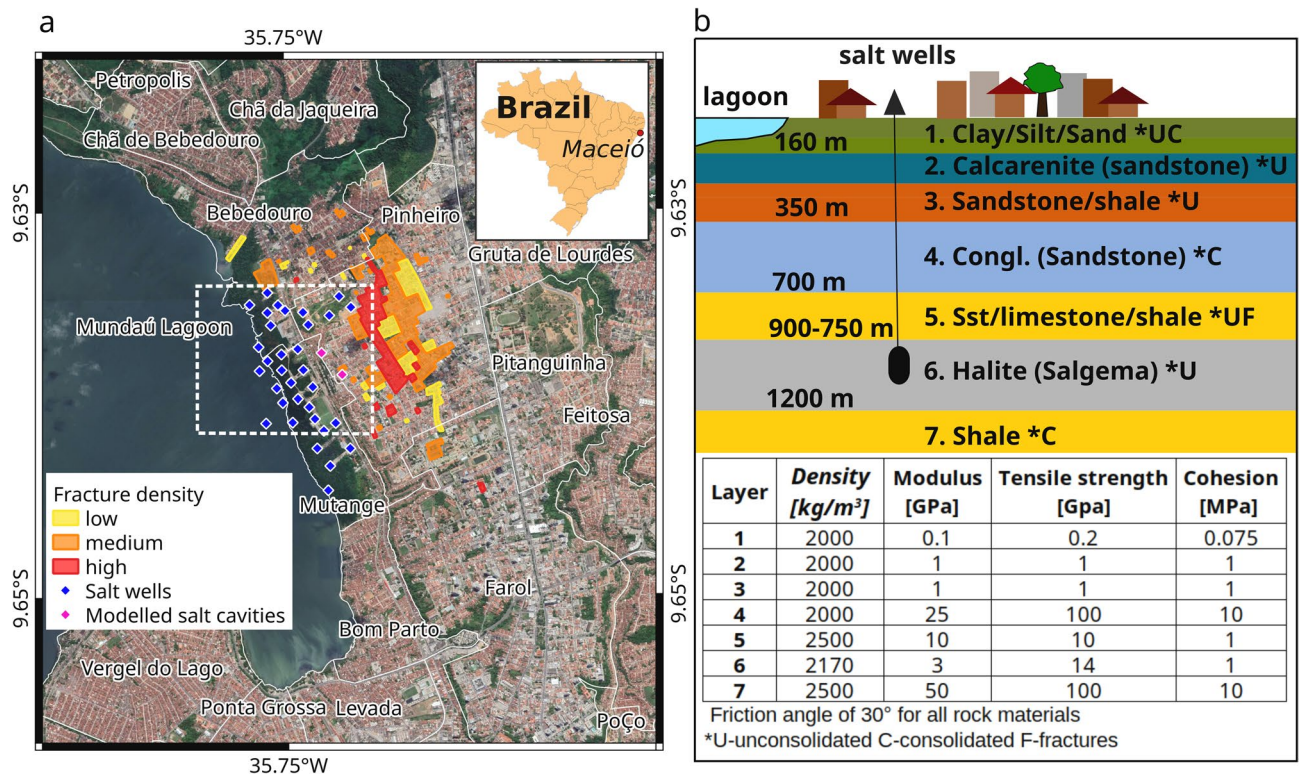 a
35.75°W
9.63°S
9.63°S
Petropolis
Chã da Jaqueira
Chã de Bebedouro
Brazil
Maceió
Bebedouro
Pinheiro
Gruta de Lourdes
Mundaú Lagoon
Pitanguinha
Feitosa
Mutange
Fracture density
low
medium
high
Salt wells
Modelled salt cavities
Farol
Bom Parto
Vergel do Lago
Ponta Grossa
Levada
PoÇo
9.65°S
9.65°S
35.75°W
b
salt wells
lagoon
160 m
1. Clay/Silt/Sand *UC
2. Calcarenite (sandstone) *U
350 m
3. Sandstone/shale *U
4. Congl. (Sandstone) *C
700 m
5. Sst/limestone/shale *UF
900-750 m
6. Halite (Salgema) *U
1200 m
7. Shale *C
Layer Density [kg/m³] Modulus [GPa] Tensile strength [Gpa] Cohesion [MPa]
1 2000 0.1 0.2 0.075
2 2000 1 1 1
3 2000 1 1 1
4 2000 25 100 10
5 2500 10 10 1
6 2170 3 14 1
7 2500 50 100 10
Friction angle of 30° for all rock materials
*U-unconsolidated C-consolidated F-fractures